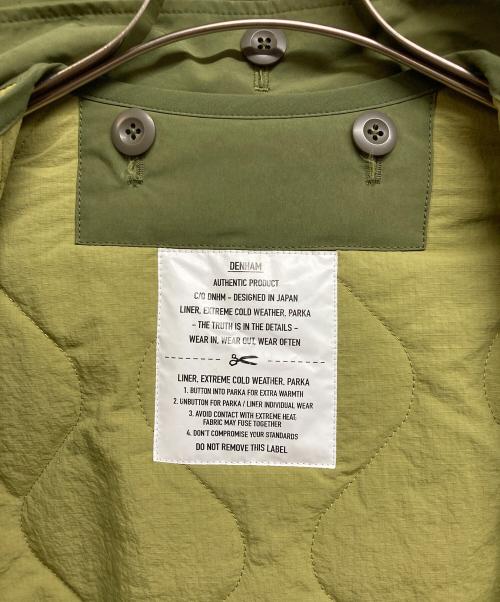 DENHAM
AUTHENTIC PRODUCT
C/O DNHM - DESIGNED IN JAPAN
LINER, EXTREME COLD WEATHER, PARKA
- THE TRUTH IS IN THE DETAILS -
WEAR IN, WEAR OUT, WEAR OFTEN
LINER, EXTREME COLD WEATHER, PARKA
1. BUTTON INTO PARKA FOR EXTRA WARMTH
2. UNBUTTON FOR PARKA / LINER INDIVIDUAL WEAR
3. AVOID CONTACT WITH EXTREME HEAT.
FABRIC MAY FUSE TOGETHER
4. DON'T COMPROMISE YOUR STANDARDS
DO NOT REMOVE THIS LABEL